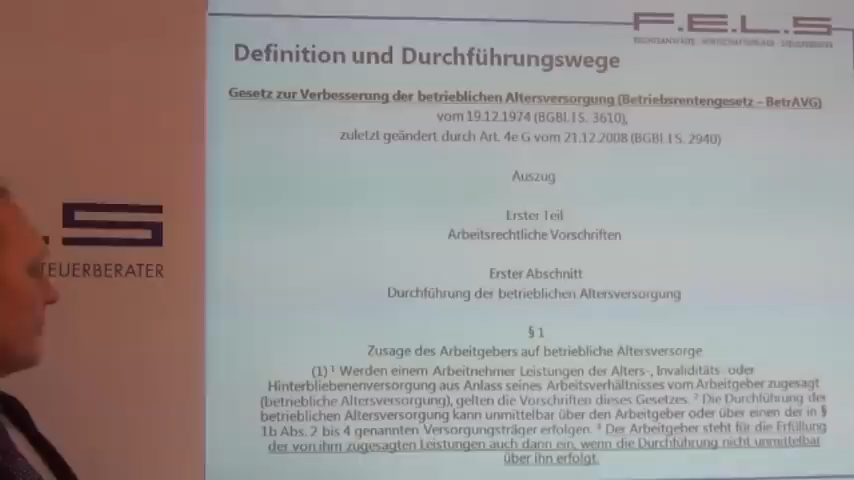 F.E.L.S
RECHTSANWÄLTE WIRTSCHAFTSPRÜFER STEUERBERATER
Definition und Durchführungswege
Gesetz zur Verbesserung der betrieblichen Altersversorgung (Betriebsrentengesetz – BetrAVG)
vom 19.12.1974 (BGBl. I S. 3610),
zuletzt geändert durch Art. 4e G vom 21.12.2008 (BGBl. I S. 2940)
Auszug
Erster Teil
Arbeitsrechtliche Vorschriften
Erster Abschnitt
Durchführung der betrieblichen Altersversorgung
§ 1
Zusage des Arbeitgebers auf betriebliche Altersversorge
(1) ¹ Werden einem Arbeitnehmer Leistungen der Alters-, Invaliditäts- oder
Hinterbliebenenversorgung aus Anlass seines Arbeitsverhältnisses vom Arbeitgeber zugesagt
(betriebliche Altersversorgung), gelten die Vorschriften dieses Gesetzes. ² Die Durchführung der
betrieblichen Altersversorgung kann unmittelbar über den Arbeitgeber oder über einen der in §
1b Abs. 2 bis 4 genannten Versorgungsträger erfolgen. ³ Der Arbeitgeber steht für die Erfüllung
der von ihm zugesagten Leistungen auch dann ein, wenn die Durchführung nicht unmittelbar
über ihn erfolgt.
.S
TEUERBERATER